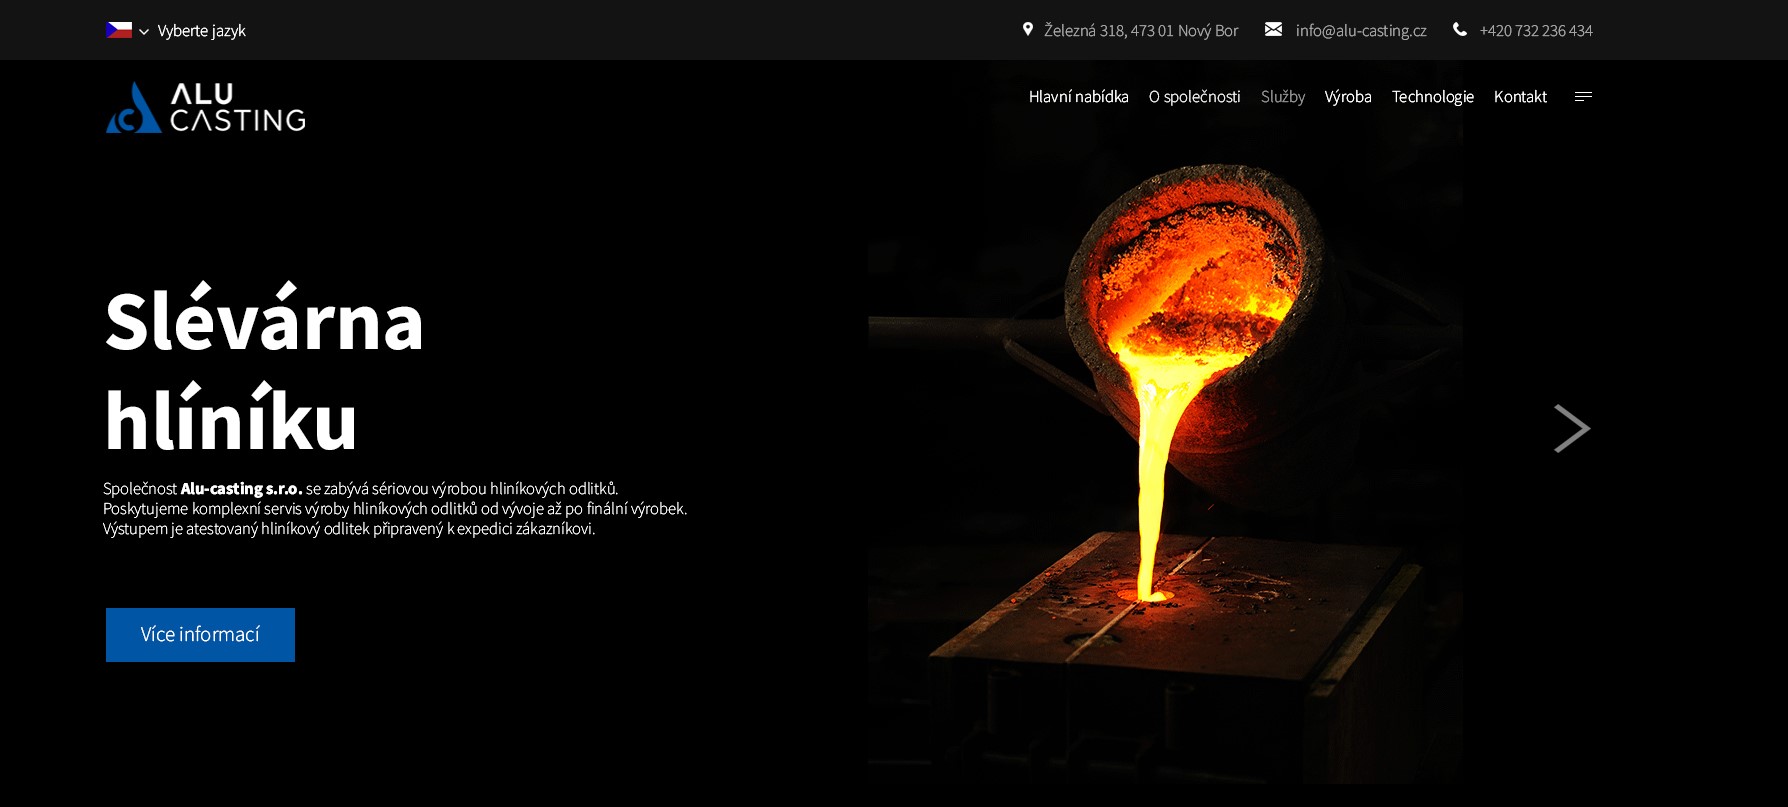 Vyberte jazyk
Železná 318, 473 01 Nový Bor
info@alu-casting.cz
+420 732 236 434
ALU
CASTING
Hlavní nabídka
O společnosti
Služby
Výroba
Technologie
Kontakt
Slévárna
hlíníku
Společnost Alu-casting s.r.o. se zabývá sériovou výrobou hliníkových odlitků.
Poskytujeme komplexní servis výroby hliníkových odlitků od vývoje až po finální výrobek.
Výstupem je atestovaný hliníkový odlitek připravený k expedici zákazníkovi.
Více informací